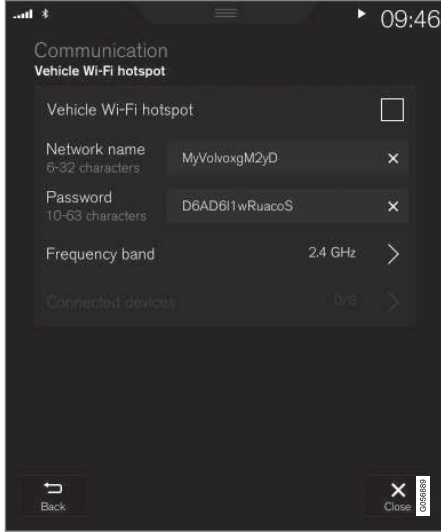 09:46
Communication
Vehicle Wi-Fi hotspot
Vehicle Wi-Fi hotspot
Network name
6-32 characters
MyVolvoxgM2yD
Password
10-63 characters
D6AD6I1wRuacoS
Frequency band
2.4 GHz
Connected devices
0/8
Back
Close
G056889